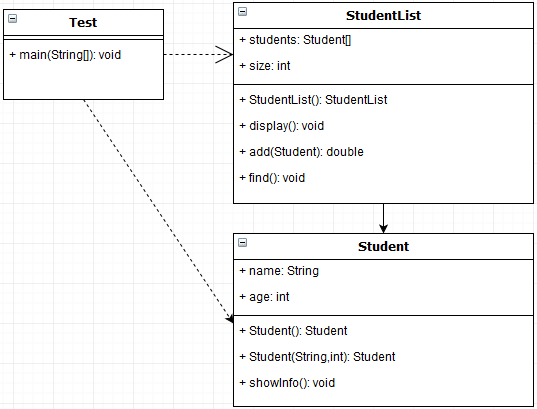 Test
+ main(String[]): void
StudentList
+ students: Student[]
+ size: int
+ StudentList(): StudentList
+ display(): void
+ add(Student): double
+ find(): void
Student
+ name: String
+ age: int
+ Student(): Student
+ Student(String,int): Student
+ showInfo(): void